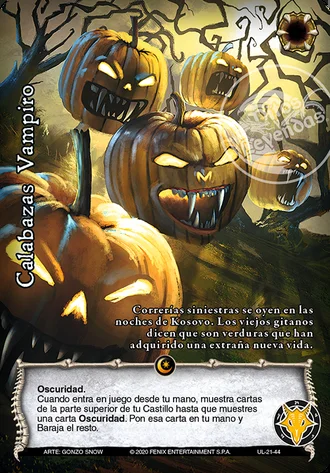 Calabazas Vampiro
Correrías siniestras se oyen en las
noches de Kosovo. Los viejos gitanos
dicen que son verduras que han
adquirido una extraña nueva vida.
Oscuridad.
Cuando entra en juego desde tu mano, muestra cartas
de la parte superior de tu Castillo hasta que muestres
una carta Oscuridad. Pon esa carta en tu mano y
Baraja el resto.
ARTE: GONZO SNOW
©2020 FENIX ENTERTAINMENT S.P.A.
UL-21-44